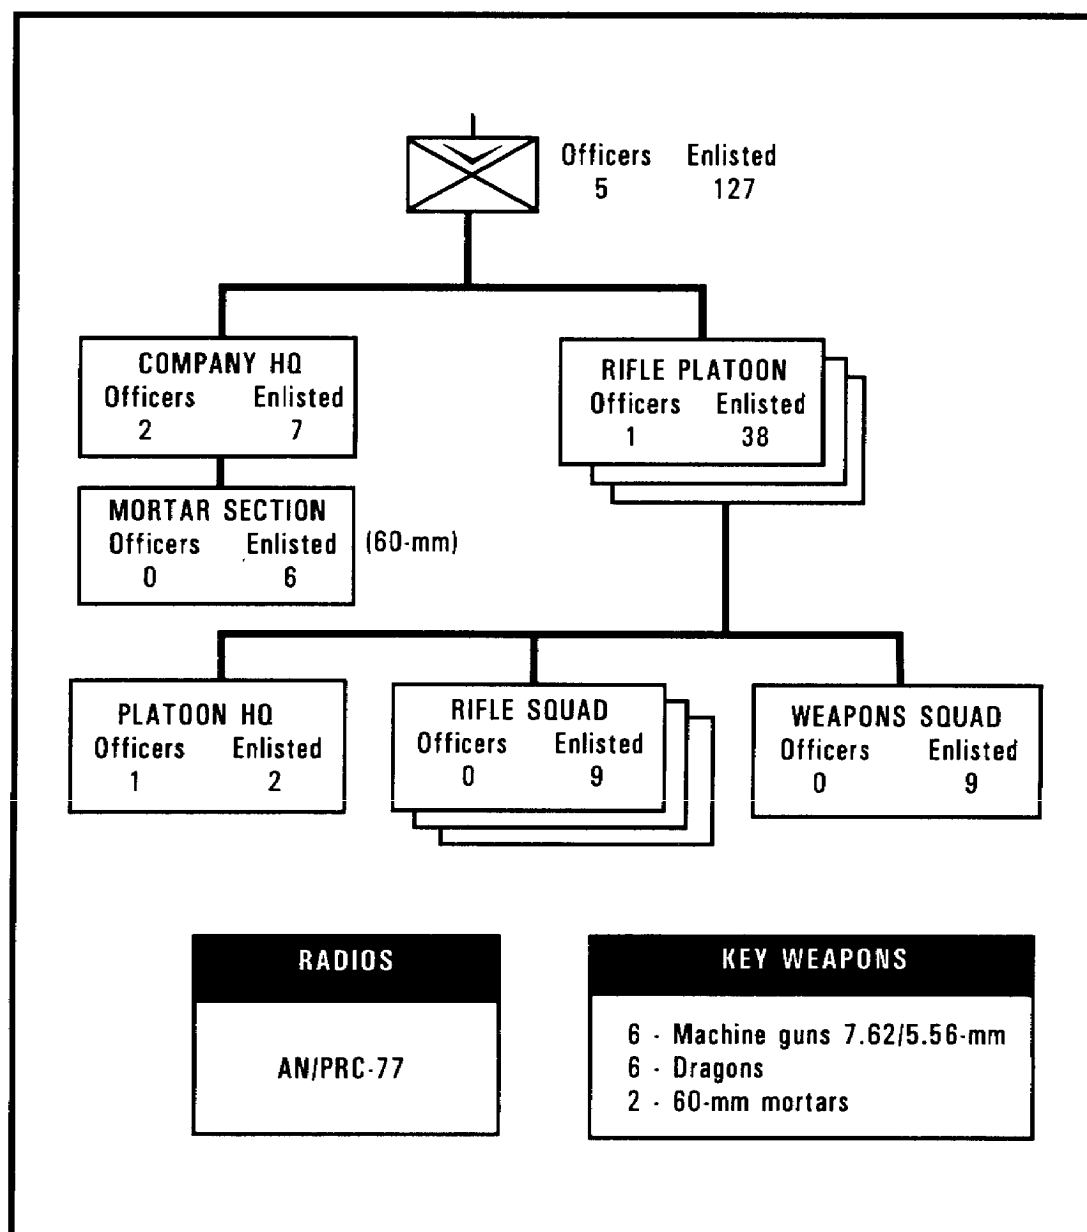 Officers Enlisted
5 127
COMPANY HQ
Officers Enlisted
2 7
RIFLE PLATOON
Officers Enlisted
1 38
MORTAR SECTION
Officers Enlisted
0 6
(60-mm)
PLATOON HQ
Officers Enlisted
1 2
RIFLE SQUAD
Officers Enlisted
0 9
WEAPONS SQUAD
Officers Enlisted
0 9
RADIOS
AN/PRC-77
KEY WEAPONS
6 - Machine guns 7.62/5.56-mm
6 - Dragons
2 - 60-mm mortars